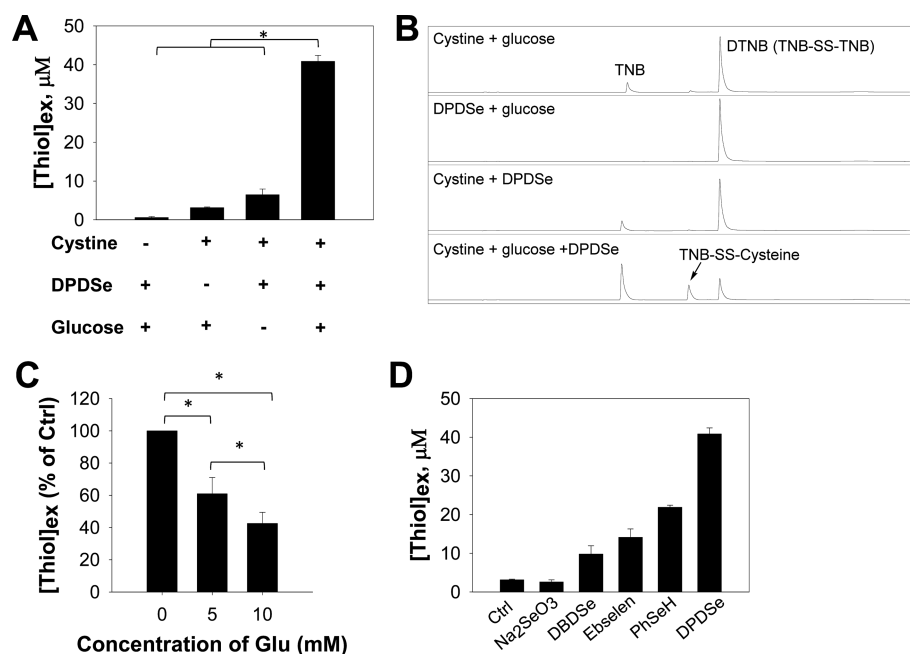 A
[Thiol]ex, µM
50
40
30
20
10
0
*
Cystine - + + +
DPDSe + - + +
Glucose + + - +
B
Cystine + glucose
DTNB (TNB-SS-TNB)
TNB
DPDSe + glucose
Cystine + DPDSe
Cystine + glucose +DPDSe
TNB-SS-Cysteine
C
[Thiol]ex (% of Ctrl)
120
100
80
60
40
20
0
*
*
*
0 5 10
Concentration of Glu (mM)
D
[Thiol]ex, µM
50
40
30
20
10
0
Ctrl
Na2SeO3
DBDSe
Ebselen
PhSeH
DPDSe